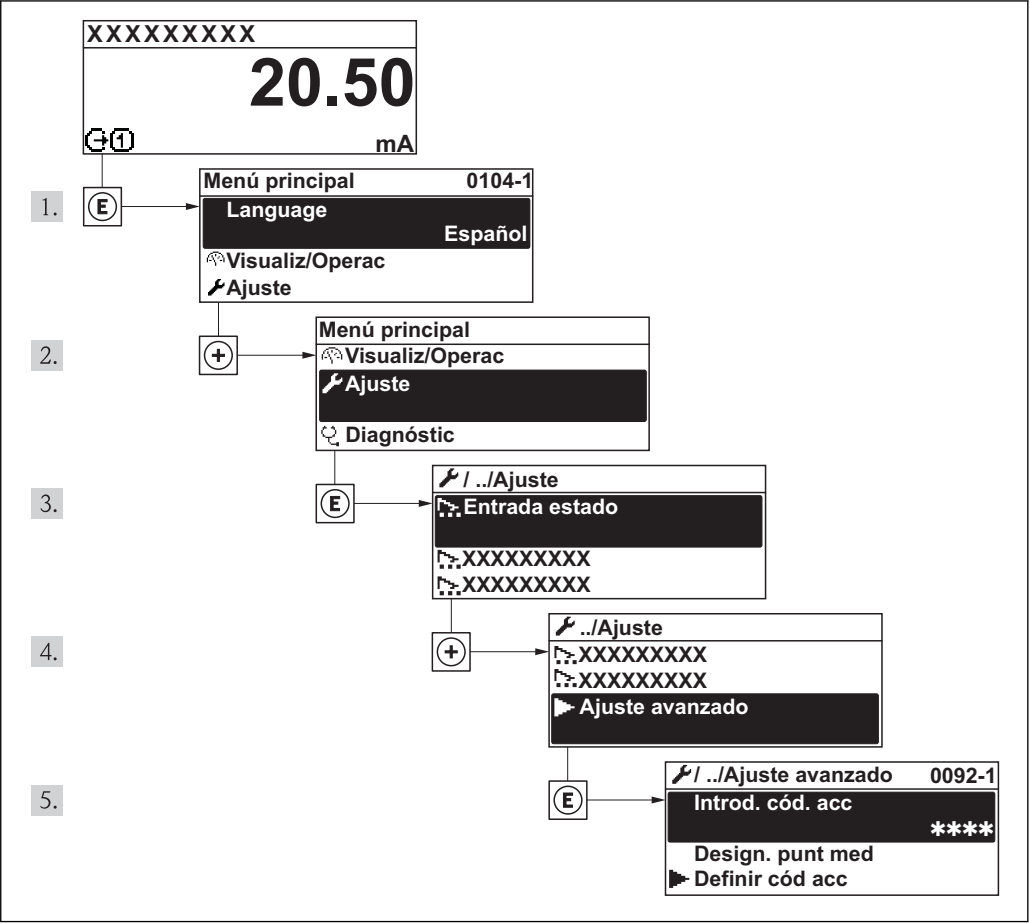 XXXXXXXXX
20.50
1
mA
1.
E
Menú principal 0104-1
Language
Español
Visualiz/Operac
Ajuste
2.
+
Menú principal
Visualiz/Operac
Ajuste
Diagnóstic
3.
E
/ ../Ajuste
Entrada estado
XXXXXXXXX
XXXXXXXXX
4.
+
../Ajuste
XXXXXXXXX
XXXXXXXXX
Ajuste avanzado
5.
E
/ ../Ajuste avanzado 0092-1
Introd. cód. acc
****
Design. punt med
Definir cód acc